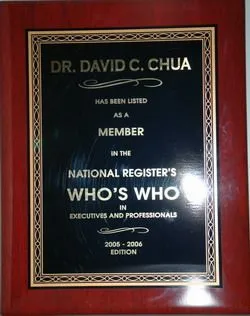 DR. DAVID C. CHUA
HAS BEEN LISTED
AS A
MEMBER
IN THE
NATIONAL REGISTER'S
WHO'S WHO
IN
EXECUTIVES AND PROFESSIONALS
2005 - 2006
EDITION